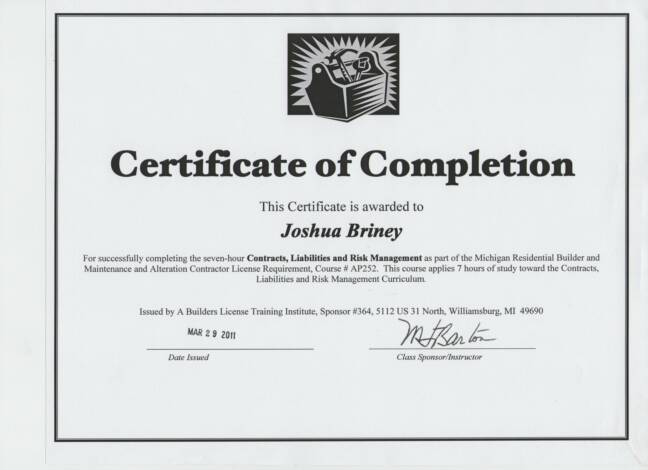 Certificate of Completion
This Certificate is awarded to
Joshua Briney
For successfully completing the seven-hour Contracts, Liabilities and Risk Management as part of the Michigan Residential Builder and
Maintenance and Alteration Contractor License Requirement, Course # AP252. This course applies 7 hours of study toward the Contracts,
Liabilities and Risk Management Curriculum.
Issued by A Builders License Training Institute, Sponsor #364, 5112 US 31 North, Williamsburg, MI 49690
MAR 29 2011
M Barton
Date Issued
Class Sponsor/Instructor